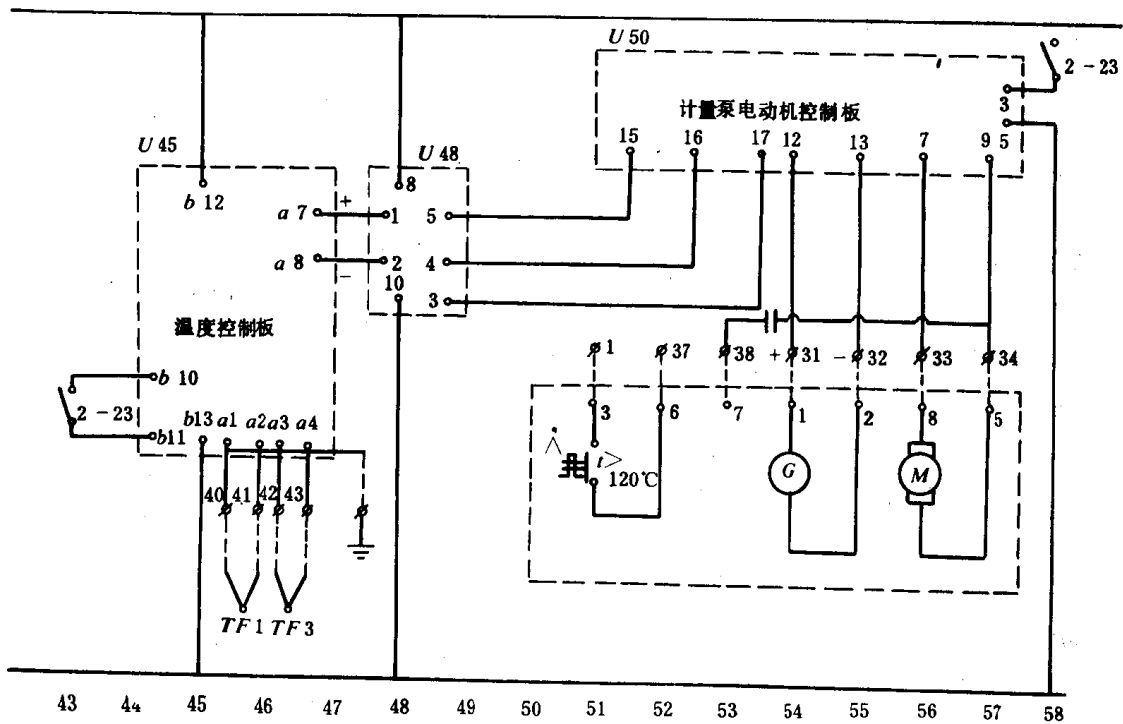 U 50
2-23
3
计量泵电动机控制板
15 16 17 12 13 7 9 5
U 45
U 48
b 12
8
a 7 + 1 5
a 8 - 2 4
10
3
温度控制板
38 + 31 - 32 33 34
1 37
b 10
2-23
b11
b13 a1 a2 a3 a4
3 6 7 1 2 8 5
t>
120℃
G
M
40 41 42 43
TF 1 TF 3
43 44 45 46 47 48 49 50 51 52 53 54 55 56 57 58